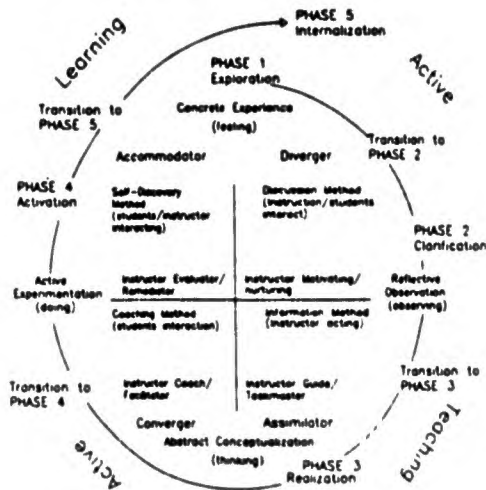 PHASE 5
Internalization
Learning
Active
PHASE 1
Exploration
Transition to
PHASE 5
Concrete Experience
(feeling)
Transition to
PHASE 2
Accommodator
Diverger
PHASE 4
Activation
Self-Discovery
Method
(students/instructor
interacting)
Discussion Method
(instruction/students
interact)
PHASE 2
Clarification
Active
Experimentation
(doing)
Instructor Evaluator/
Remediator
Instructor Motivating/
nurturing
Reflective
Observation
(observing)
Coaching Method
(students interaction)
Information Method
(instructor acting)
Transition to
PHASE 4
Instructor Coach/
Facilitator
Instructor Guide/
Taskmaster
Transition to
PHASE 3
Converger
Assimilator
Abstract Conceptualization
(thinking)
PHASE 3
Realization
Active
Teaching